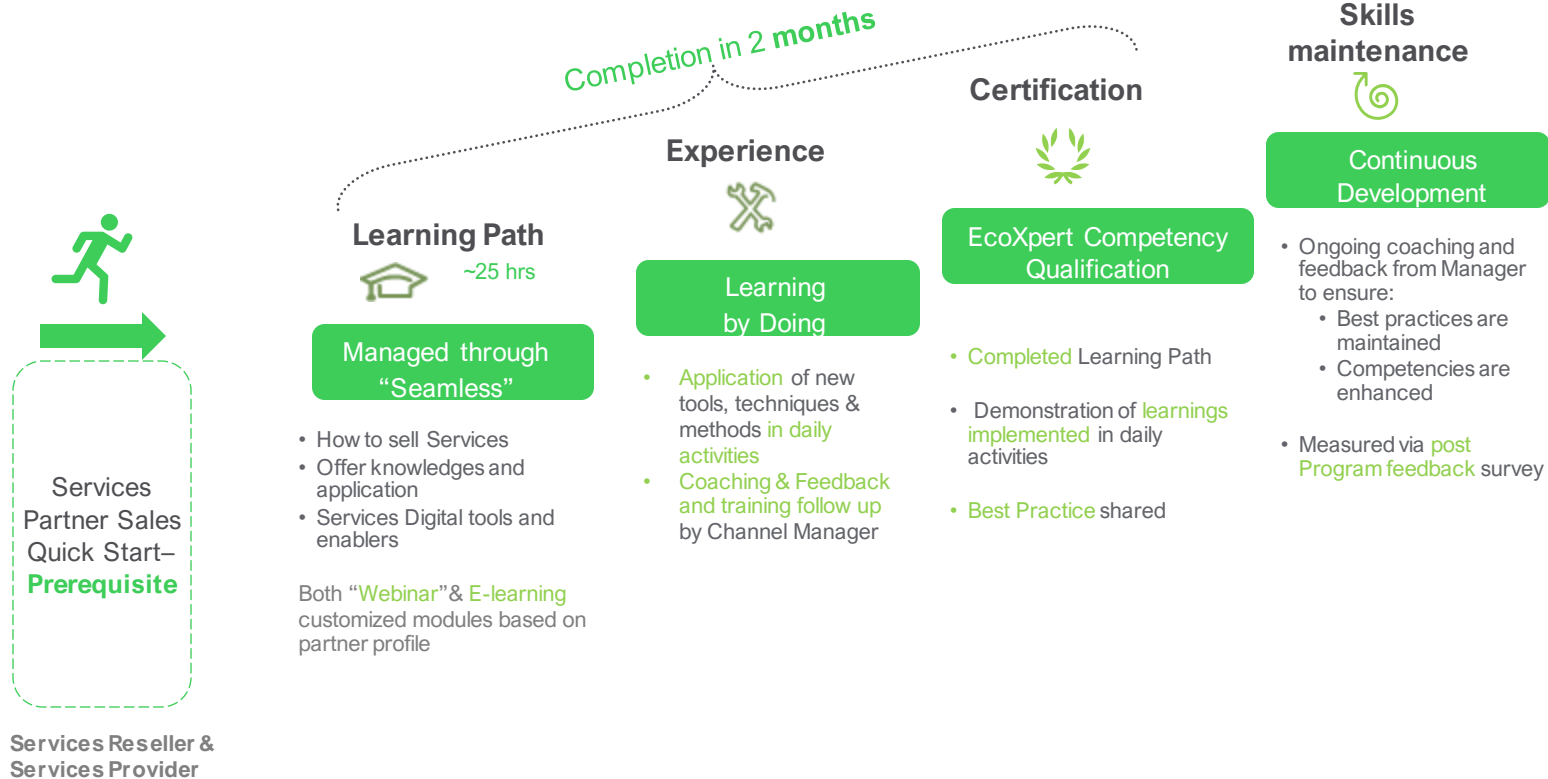 Completion in 2 months
Services
Partner Sales
Quick Start–
Prerequisite
Services Reseller &
Services Provider
Learning Path
~25 hrs
Managed through
“Seamless”
• How to sell Services
• Offer knowledges and
application
• Services Digital tools and
enablers
Both “Webinar”& E-learning
customized modules based on
partner profile
Experience
Learning
by Doing
• Application of new
tools, techniques &
methods in daily
activities
• Coaching & Feedback
and training follow up
by Channel Manager
Certification
EcoXpert Competency
Qualification
• Completed Learning Path
• Demonstration of learnings
implemented in daily
activities
• Best Practice shared
Skills
maintenance
Continuous
Development
• Ongoing coaching and
feedback from Manager
to ensure:
• Best practices are
maintained
• Competencies are
enhanced
• Measured via post
Program feedback survey